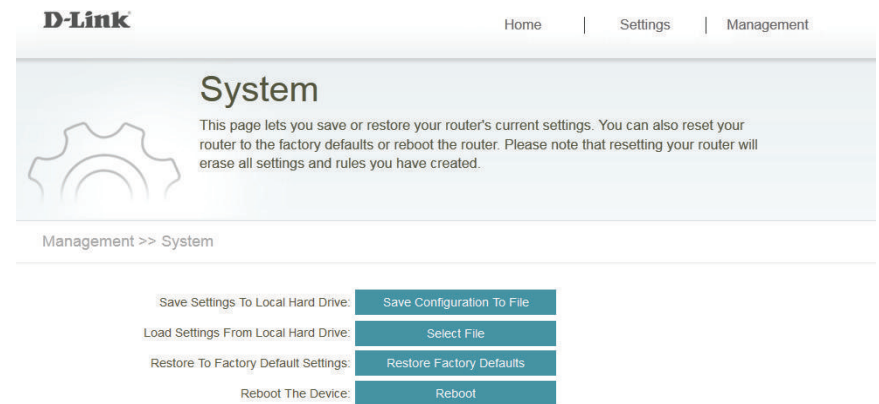 D-Link
Home | Settings | Management
System
This page lets you save or restore your router's current settings. You can also reset your
router to the factory defaults or reboot the router. Please note that resetting your router will
erase all settings and rules you have created.
Management >> System
Save Settings To Local Hard Drive: Save Configuration To File
Load Settings From Local Hard Drive: Select File
Restore To Factory Default Settings: Restore Factory Defaults
Reboot The Device: Reboot